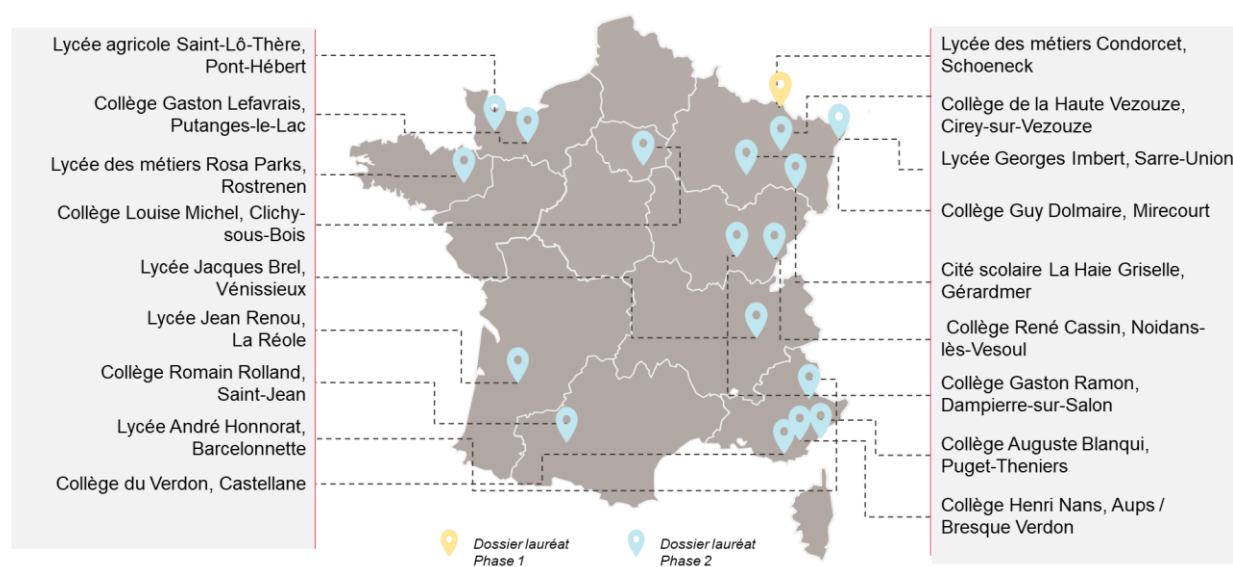 Lycée agricole Saint-Lô-Thère,
Pont-Hébert
Collège Gaston Lefavrais,
Putanges-le-Lac
Lycée des métiers Rosa Parks,
Rostrenen
Collège Louise Michel, Clichy-
sous-Bois
Lycée Jacques Brel,
Vénissieux
Lycée Jean Renou,
La Réole
Collège Romain Rolland,
Saint-Jean
Lycée André Honnorat,
Barcelonnette
Collège du Verdon, Castellane
Lycée des métiers Condorcet,
Schoeneck
Collège de la Haute Vezouze,
Cirey-sur-Vezouze
Lycée Georges Imbert, Sarre-Union
Collège Guy Dolmaire, Mirecourt
Cité scolaire La Haie Griselle,
Gérardmer
Collège René Cassin, Noidans-
lès-Vesoul
Collège Gaston Ramon,
Dampierre-sur-Salon
Collège Auguste Blanqui,
Puget-Theniers
Collège Henri Nans, Aups /
Bresque Verdon
Dossier lauréat
Phase 1
Dossier lauréat
Phase 2